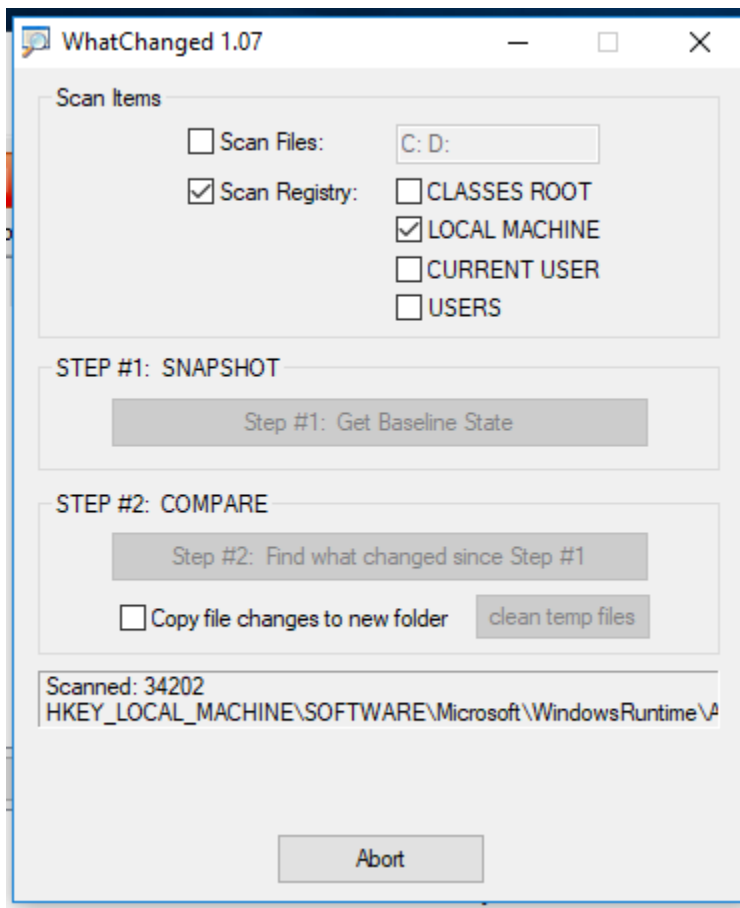 WhatChanged 1.07
Scan Items
Scan Files: C: D:
Scan Registry: CLASSES ROOT
LOCAL MACHINE
CURRENT USER
USERS
STEP #1: SNAPSHOT
Step #1: Get Baseline State
STEP #2: COMPARE
Step #2: Find what changed since Step #1
Copy file changes to new folder clean temp files
Scanned: 34202
HKEY_LOCAL_MACHINE\SOFTWARE\Microsoft\WindowsRuntime\A
Abort